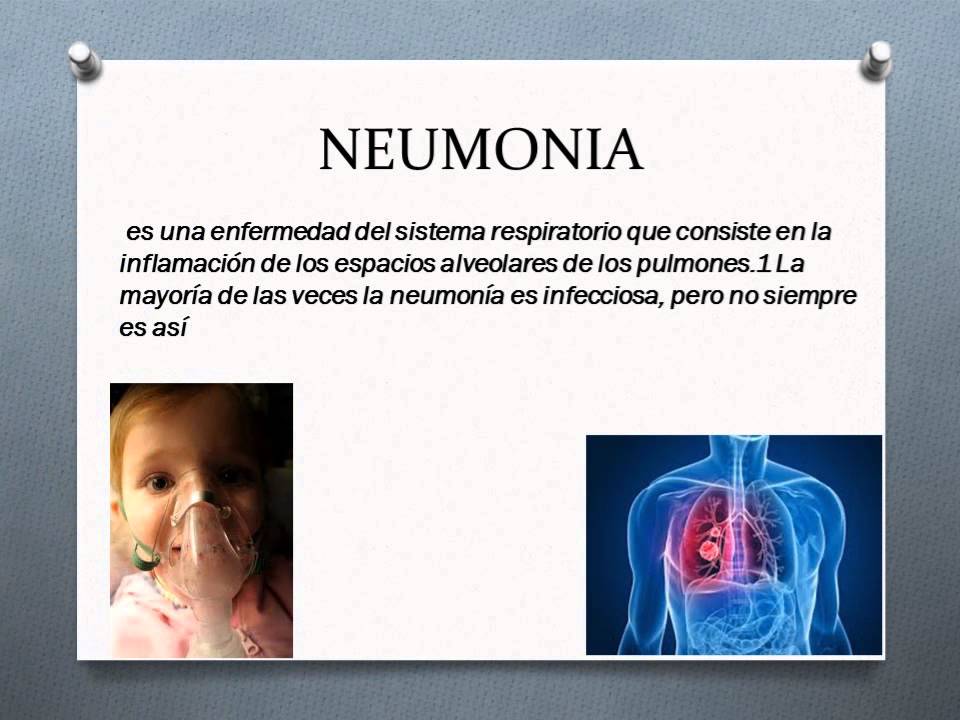 NEUMONIA
es una enfermedad del sistema respiratorio que consiste en la
inflamación de los espacios alveolares de los pulmones.1 La
mayoría de las veces la neumonía es infecciosa, pero no siempre
es así